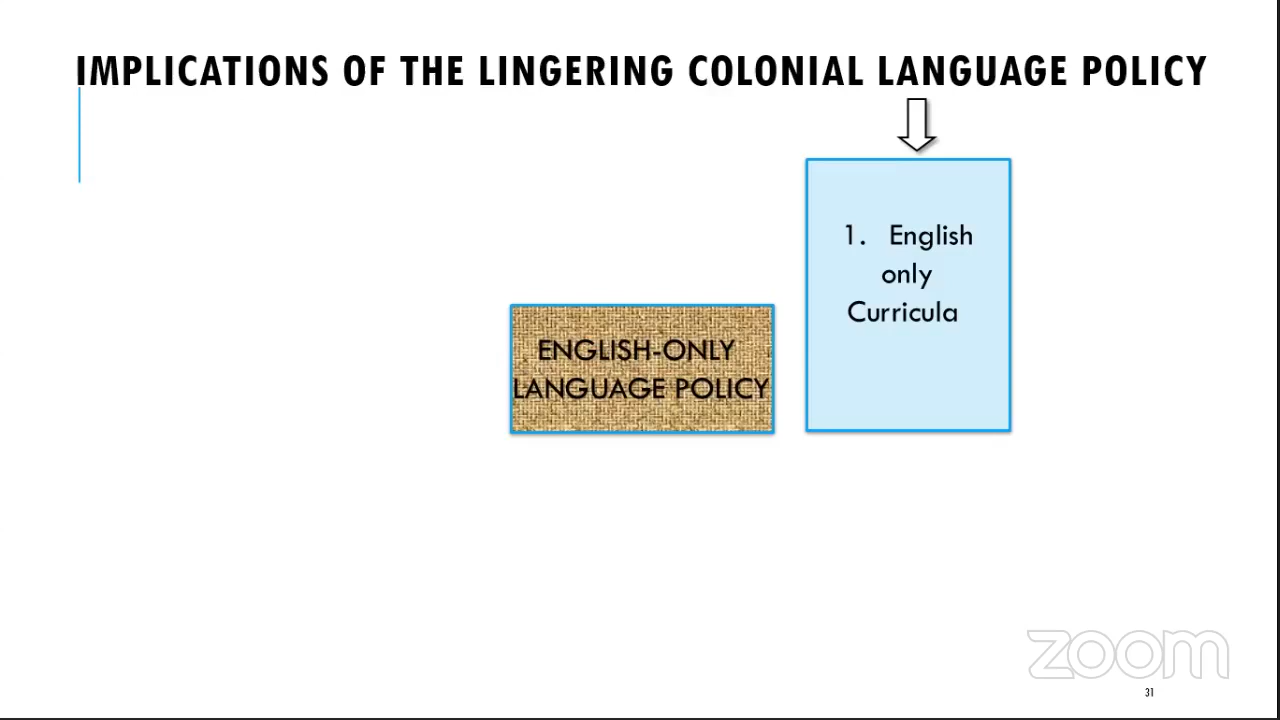 IMPLICATIONS OF THE LINGERING COLONIAL LANGUAGE POLICY
1. English
only
Curricula
ENGLISH-ONLY
LANGUAGE POLICY
zoom
31